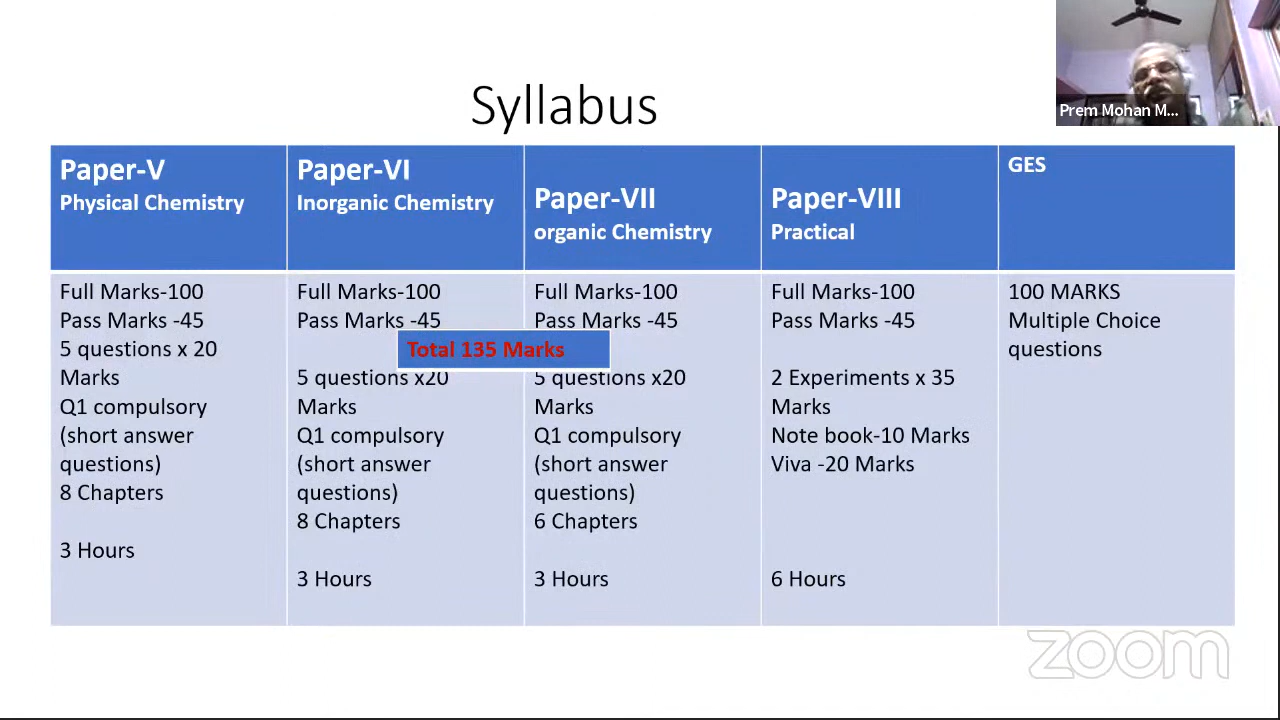 Prem Mohan M...
Syllabus
Paper-V
Physical Chemistry
Paper-VI
Inorganic Chemistry
Paper-VII
organic Chemistry
Paper-VIII
Practical
GES
Full Marks-100
Pass Marks -45
5 questions x 20
Marks
Q1 compulsory
(short answer
questions)
8 Chapters
3 Hours
Full Marks-100
Pass Marks -45
5 questions x20
Marks
Q1 compulsory
(short answer
questions)
8 Chapters
3 Hours
Total 135 Marks
Full Marks-100
Pass Marks -45
5 questions x20
Marks
Q1 compulsory
(short answer
questions)
6 Chapters
3 Hours
Full Marks-100
Pass Marks -45
2 Experiments x 35
Marks
Note book-10 Marks
Viva -20 Marks
6 Hours
100 MARKS
Multiple Choice
questions
zoom